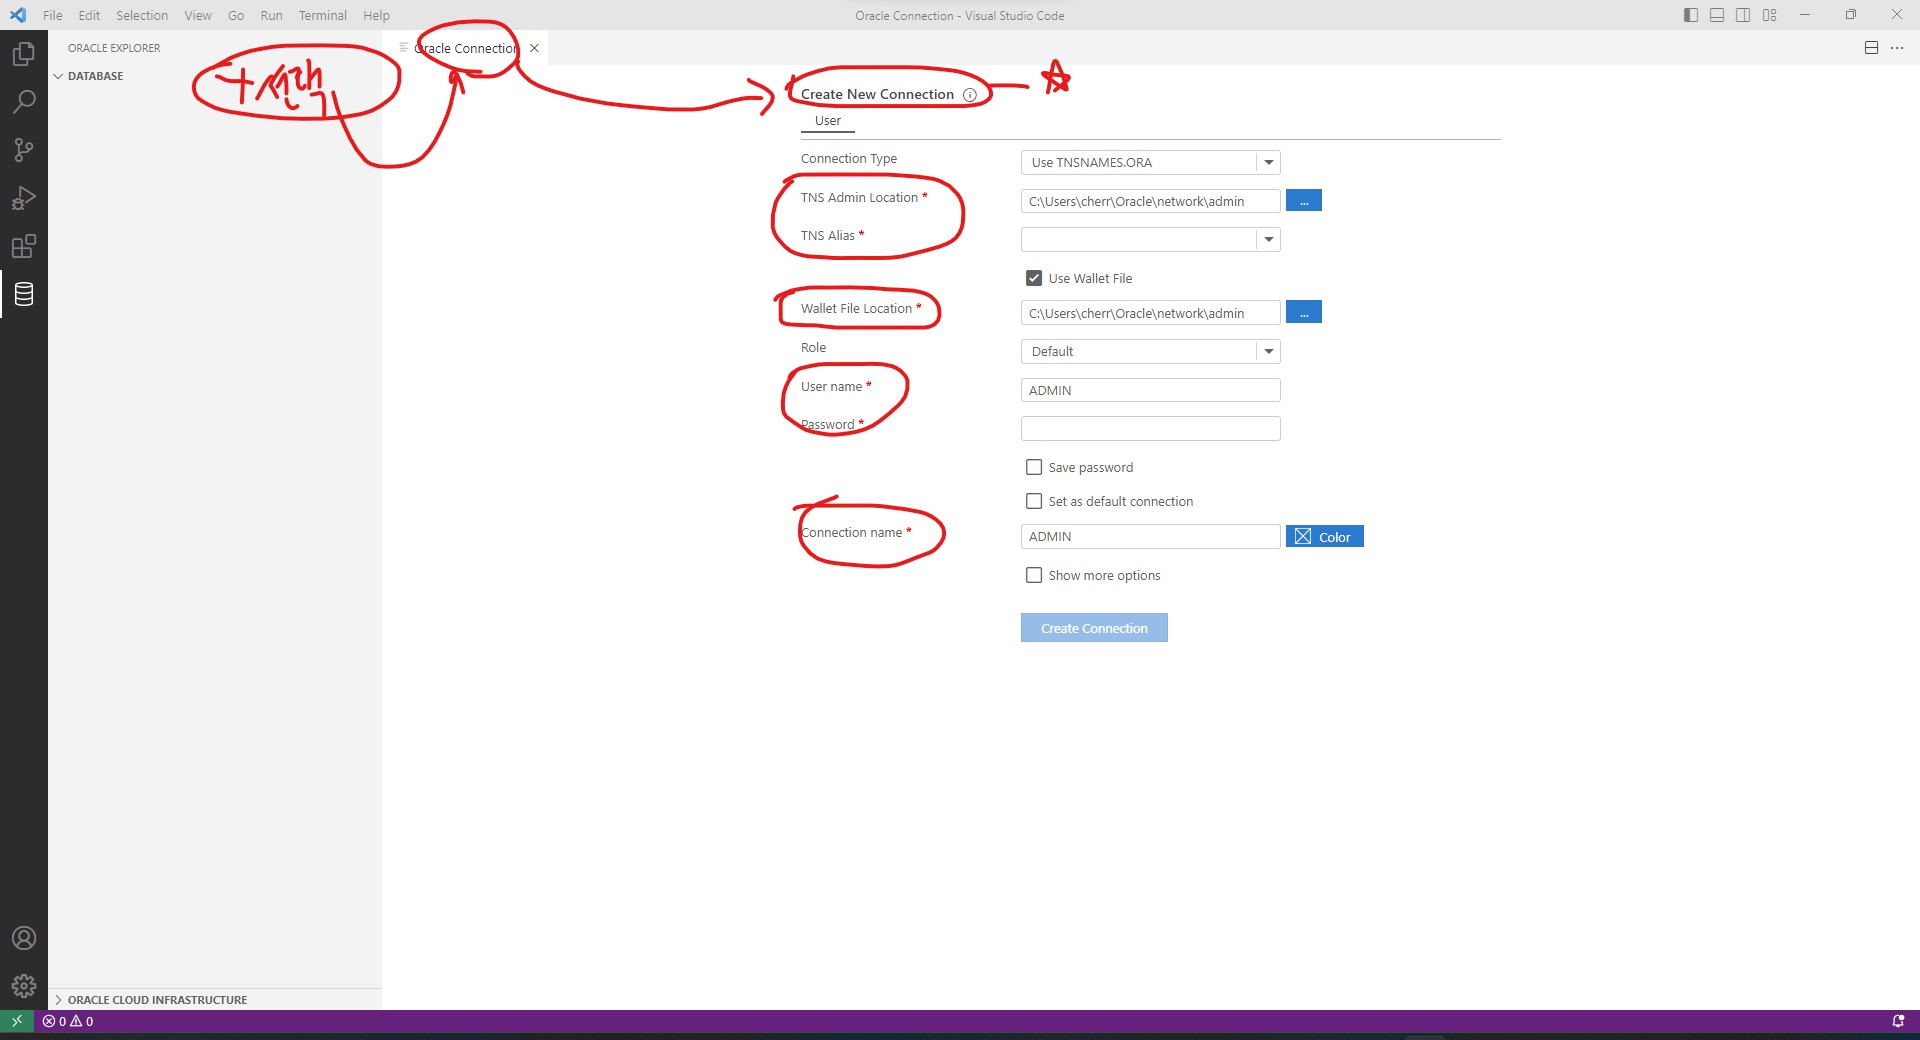 File Edit Selection View Go Run Terminal Help
Oracle Connection - Visual Studio Code
ORACLE EXPLORER
Oracle Connection
DATABASE
+ 선택
Create New Connection
User
Connection Type
Use TNSNAMES.ORA
TNS Admin Location *
C:\Users\cherr\Oracle\network\admin
...
TNS Alias *
Use Wallet File
Wallet File Location *
C:\Users\cherr\Oracle\network\admin
...
Role
Default
User name *
ADMIN
Password *
Save password
Set as default connection
Connection name *
ADMIN
Color
Show more options
Create Connection
ORACLE CLOUD INFRASTRUCTURE
0 0